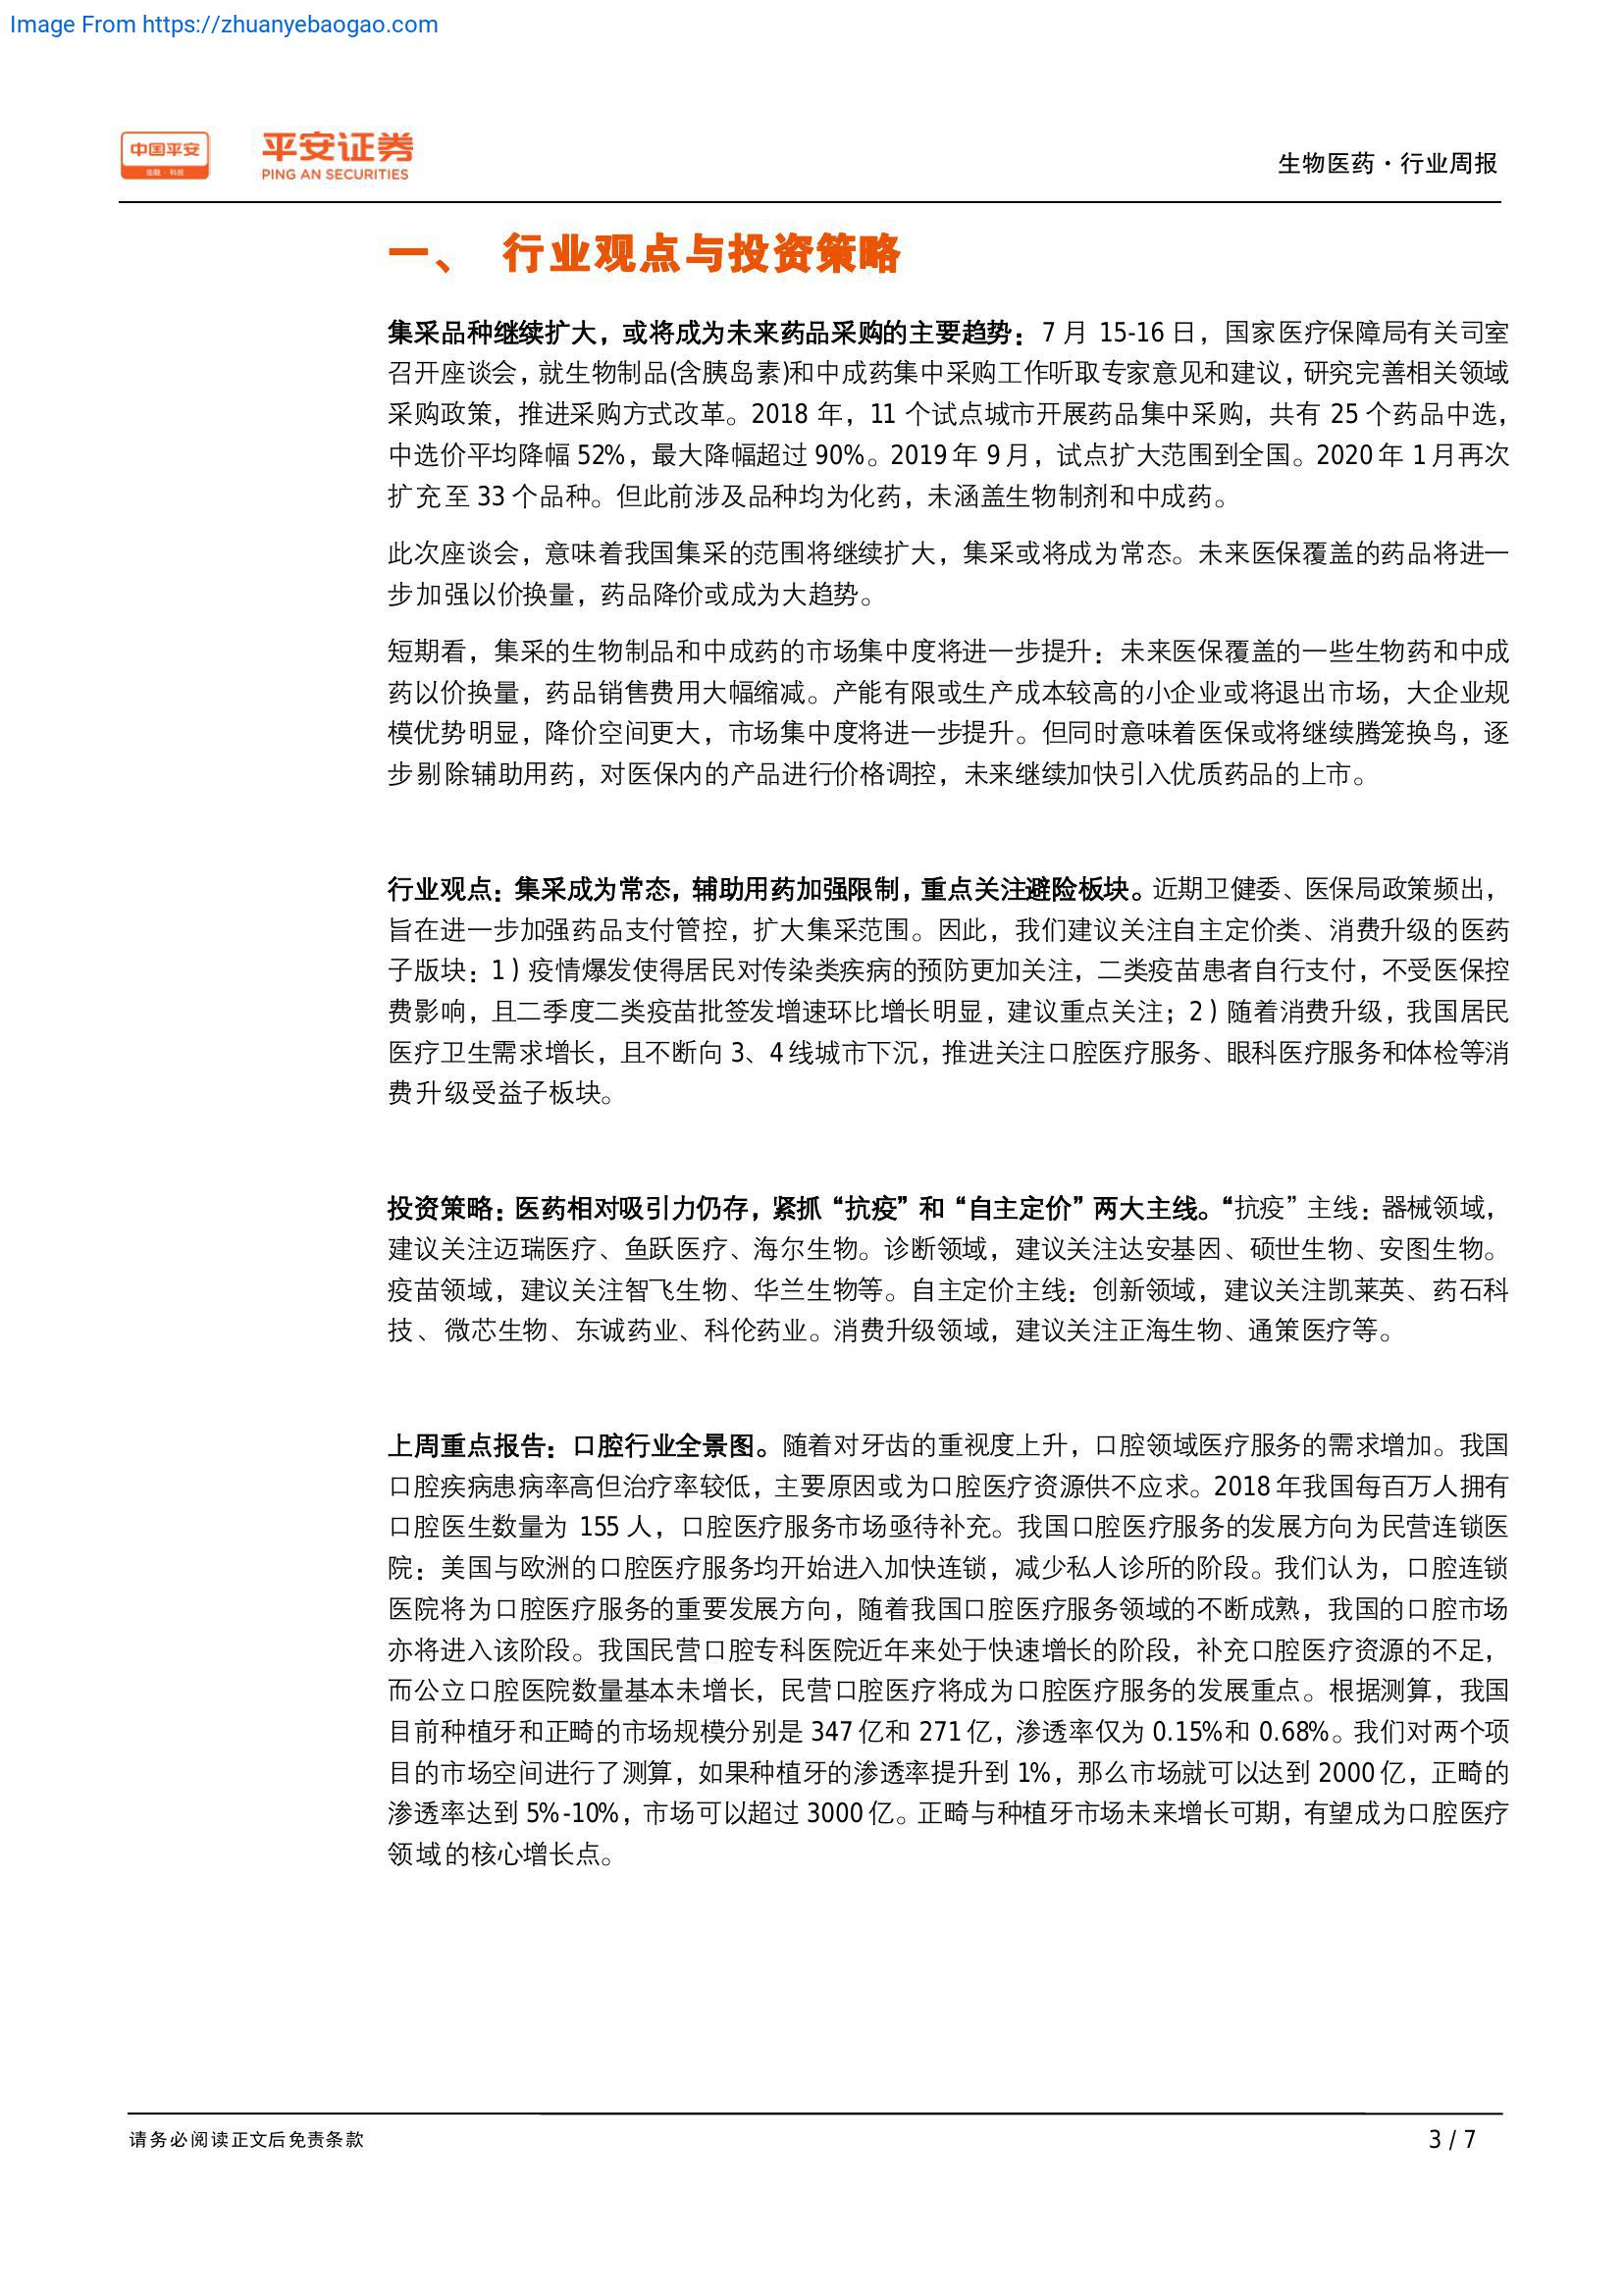 Image From https://zhuanyebaogao.com
中国平安
金融·科技
平安证券
PING AN SECURITIES
生物医药·行业周报
一、 行业观点与投资策略
集采品种继续扩大，或将成为未来药品采购的主要趋势：7 月 15-16 日，国家医疗保障局有关司室
召开座谈会，就生物制品(含胰岛素)和中成药集中采购工作听取专家意见和建议，研究完善相关领域
采购政策，推进采购方式改革。2018 年，11 个试点城市开展药品集中采购，共有 25 个药品中选，
中选价平均降幅 52%，最大降幅超过 90%。2019 年 9 月，试点扩大范围到全国。2020 年 1 月再次
扩充至 33 个品种。但此前涉及品种均为化药，未涵盖生物制剂和中成药。
此次座谈会，意味着我国集采的范围将继续扩大，集采或将成为常态。未来医保覆盖的药品将进一
步加强以价换量，药品降价或成为大趋势。
短期看，集采的生物制品和中成药的市场集中度将进一步提升：未来医保覆盖的一些生物药和中成
药以价换量，药品销售费用大幅缩减。产能有限或生产成本较高的小企业或将退出市场，大企业规
模优势明显，降价空间更大，市场集中度将进一步提升。但同时意味着医保或将继续腾笼换鸟，逐
步剔除辅助用药，对医保内的产品进行价格调控，未来继续加快引入优质药品的上市。
行业观点：集采成为常态，辅助用药加强限制，重点关注避险板块。近期卫健委、医保局政策频出，
旨在进一步加强药品支付管控，扩大集采范围。因此，我们建议关注自主定价类、消费升级的医药
子版块：1）疫情爆发使得居民对传染类疾病的预防更加关注，二类疫苗患者自行支付，不受医保控
费影响，且二季度二类疫苗批签发增速环比增长明显，建议重点关注；2）随着消费升级，我国居民
医疗卫生需求增长，且不断向 3、4 线城市下沉，推进关注口腔医疗服务、眼科医疗服务和体检等消
费升级受益子板块。
投资策略：医药相对吸引力仍存，紧抓“抗疫”和“自主定价”两大主线。“抗疫”主线：器械领域，
建议关注迈瑞医疗、鱼跃医疗、海尔生物。诊断领域，建议关注达安基因、硕世生物、安图生物。
疫苗领域，建议关注智飞生物、华兰生物等。自主定价主线：创新领域，建议关注凯莱英、药石科
技、微芯生物、东诚药业、科伦药业。消费升级领域，建议关注正海生物、通策医疗等。
上周重点报告：口腔行业全景图。随着对牙齿的重视度上升，口腔领域医疗服务的需求增加。我国
口腔疾病患病率高但治疗率较低，主要原因或为口腔医疗资源供不应求。2018 年我国每百万人拥有
口腔医生数量为 155 人，口腔医疗服务市场亟待补充。我国口腔医疗服务的发展方向为民营连锁医
院：美国与欧洲的口腔医疗服务均开始进入加快连锁，减少私人诊所的阶段。我们认为，口腔连锁
医院将为口腔医疗服务的重要发展方向，随着我国口腔医疗服务领域的不断成熟，我国的口腔市场
亦将进入该阶段。我国民营口腔专科医院近年来处于快速增长的阶段，补充口腔医疗资源的不足，
而公立口腔医院数量基本未增长，民营口腔医疗将成为口腔医疗服务的发展重点。根据测算，我国
目前种植牙和正畸的市场规模分别是 347 亿和 271 亿，渗透率仅为 0.15%和 0.68%。我们对两个项
目的市场空间进行了测算，如果种植牙的渗透率提升到 1%，那么市场就可以达到 2000 亿，正畸的
渗透率达到 5%-10%，市场可以超过 3000 亿。正畸与种植牙市场未来增长可期，有望成为口腔医疗
领域的核心增长点。
请务必阅读正文后免责条款
3 / 7